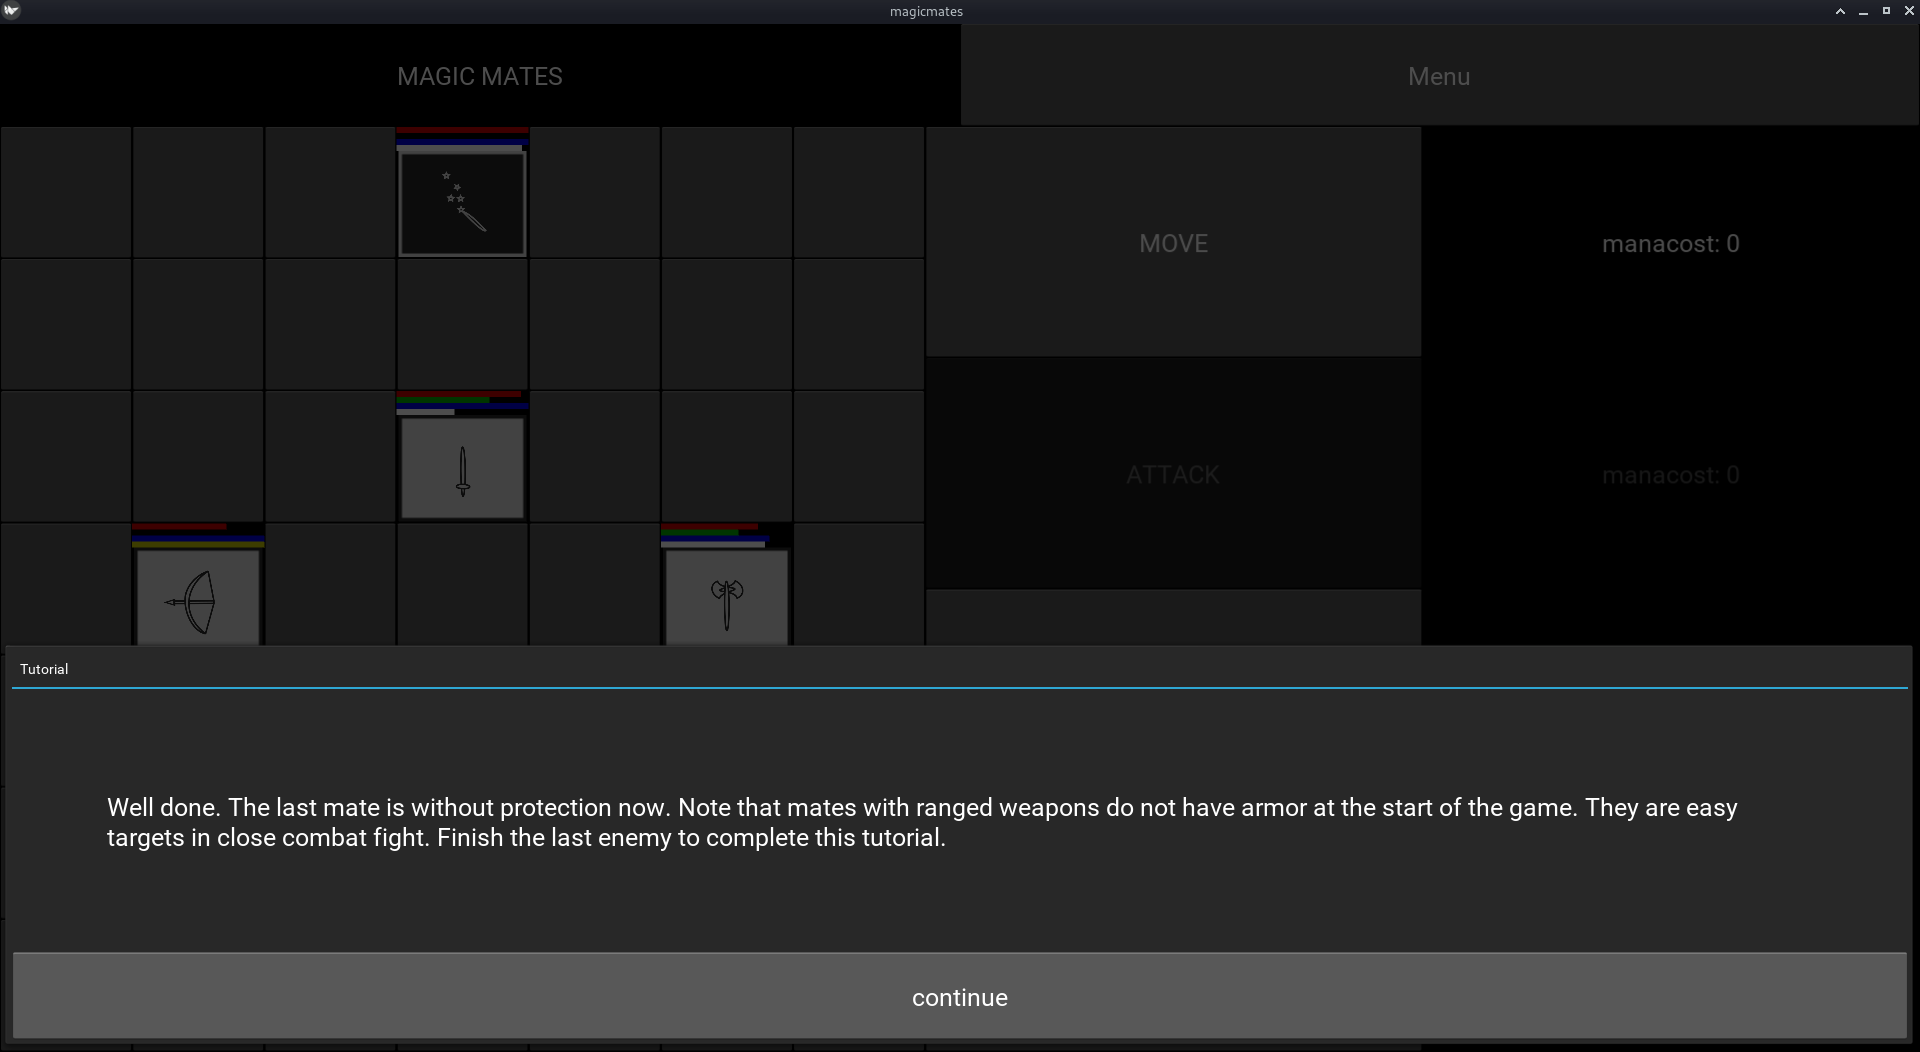 magicmates
MAGIC MATES
Menu
MOVE
manacost: 0
ATTACK
manacost: 0
Tutorial
Well done. The last mate is without protection now. Note that mates with ranged weapons do not have armor at the start of the game. They are easy
targets in close combat fight. Finish the last enemy to complete this tutorial.
continue